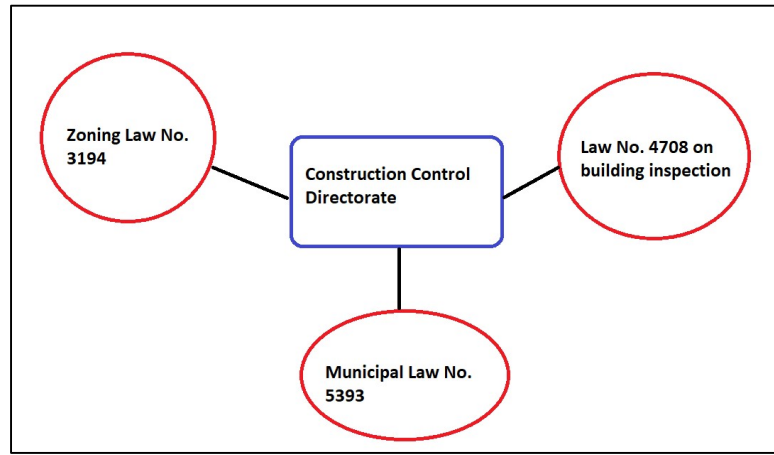 Zoning Law No.
3194
Construction Control
Directorate
Law No. 4708 on
building inspection
Municipal Law No.
5393